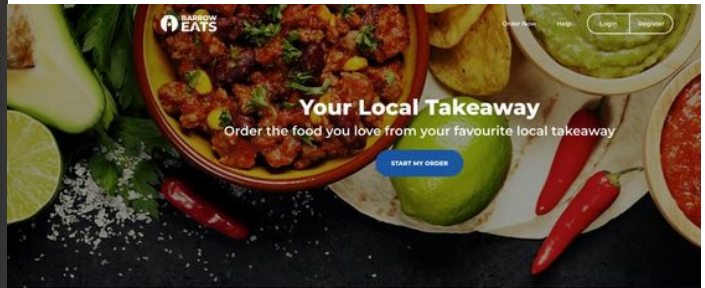 BARROW
EATS
Order Now
Help
Login
Register
Your Local Takeaway
Order the food you love from your favourite local takeaway
START MY ORDER